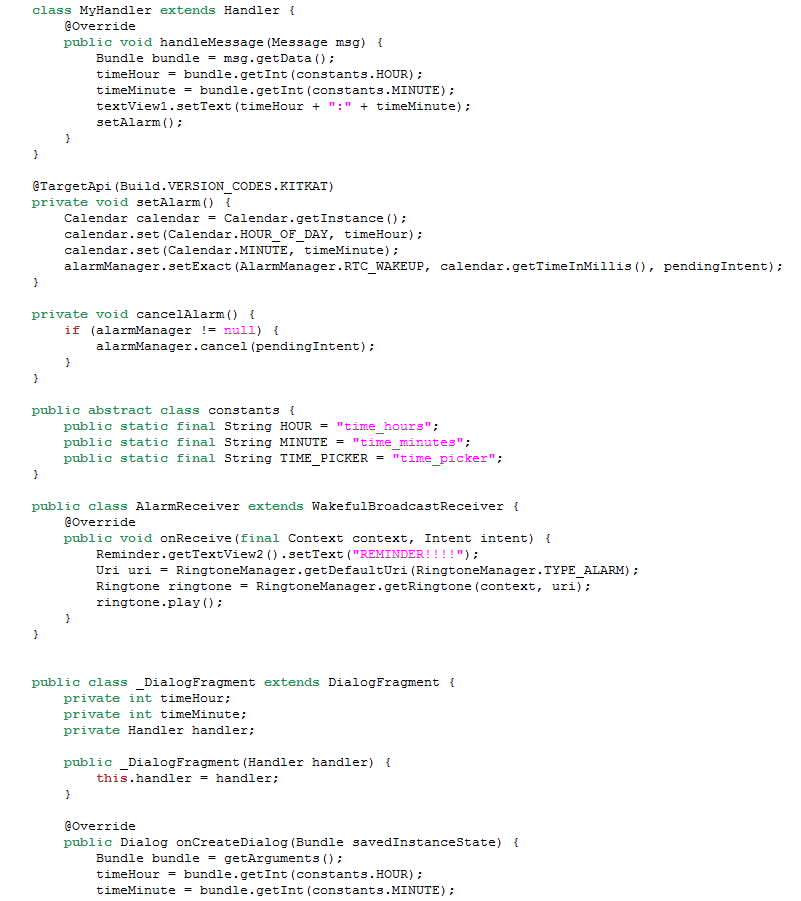 class MyHandler extends Handler {
    @Override
    public void handleMessage(Message msg) {
        Bundle bundle = msg.getData();
        timeHour = bundle.getInt(constants.HOUR);
        timeMinute = bundle.getInt(constants.MINUTE);
        textView1.setText(timeHour + ":" + timeMinute);
        setAlarm();
    }
}

@TargetApi(Build.VERSION_CODES.KITKAT)
private void setAlarm() {
    Calendar calendar = Calendar.getInstance();
    calendar.set(Calendar.HOUR_OF_DAY, timeHour);
    calendar.set(Calendar.MINUTE, timeMinute);
    alarmManager.setExact(AlarmManager.RTC_WAKEUP, calendar.getTimeInMillis(), pendingIntent);
}

private void cancelAlarm() {
    if (alarmManager != null) {
        alarmManager.cancel(pendingIntent);
    }
}

public abstract class constants {
    public static final String HOUR = "time_hours";
    public static final String MINUTE = "time_minutes";
    public static final String TIME_PICKER = "time_picker";
}

public class AlarmReceiver extends WakefulBroadcastReceiver {
    @Override
    public void onReceive(final Context context, Intent intent) {
        Reminder.getTextView2().setText("REMINDER!!!!");
        Uri uri = RingtoneManager.getDefaultUri(RingtoneManager.TYPE_ALARM);
        Ringtone ringtone = RingtoneManager.getRingtone(context, uri);
        ringtone.play();
    }
}


public class _DialogFragment extends DialogFragment {
    private int timeHour;
    private int timeMinute;
    private Handler handler;

    public _DialogFragment(Handler handler) {
        this.handler = handler;
    }

    @Override
    public Dialog onCreateDialog(Bundle savedInstanceState) {
        Bundle bundle = getArguments();
        timeHour = bundle.getInt(constants.HOUR);
        timeMinute = bundle.getInt(constants.MINUTE);